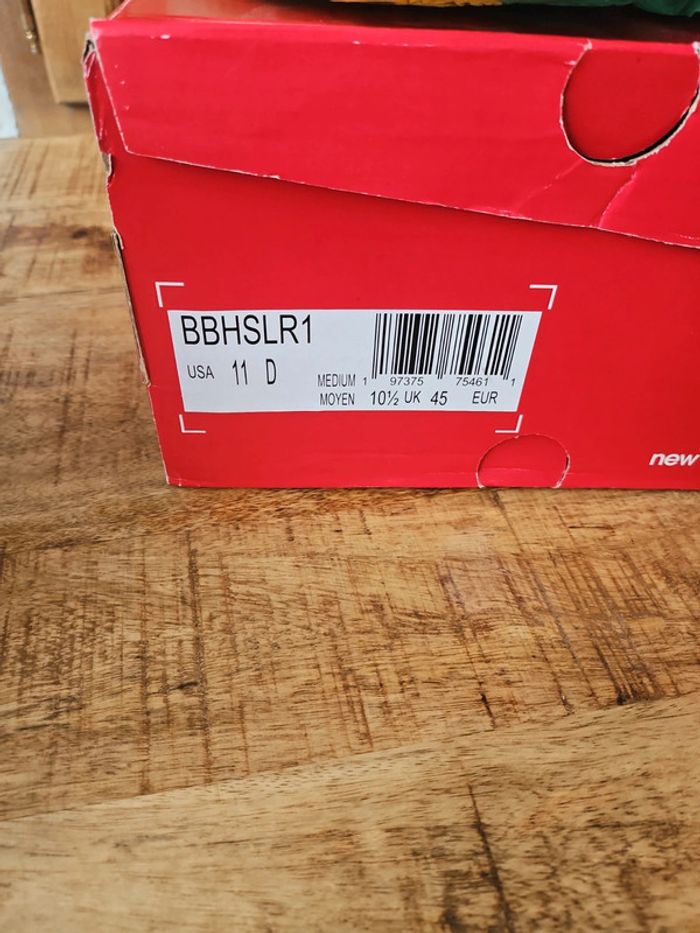 BBHSLR1
USA 11 D
MEDIUM 1 97375 75461 1
MOYEN 10½ UK 45 EUR
new